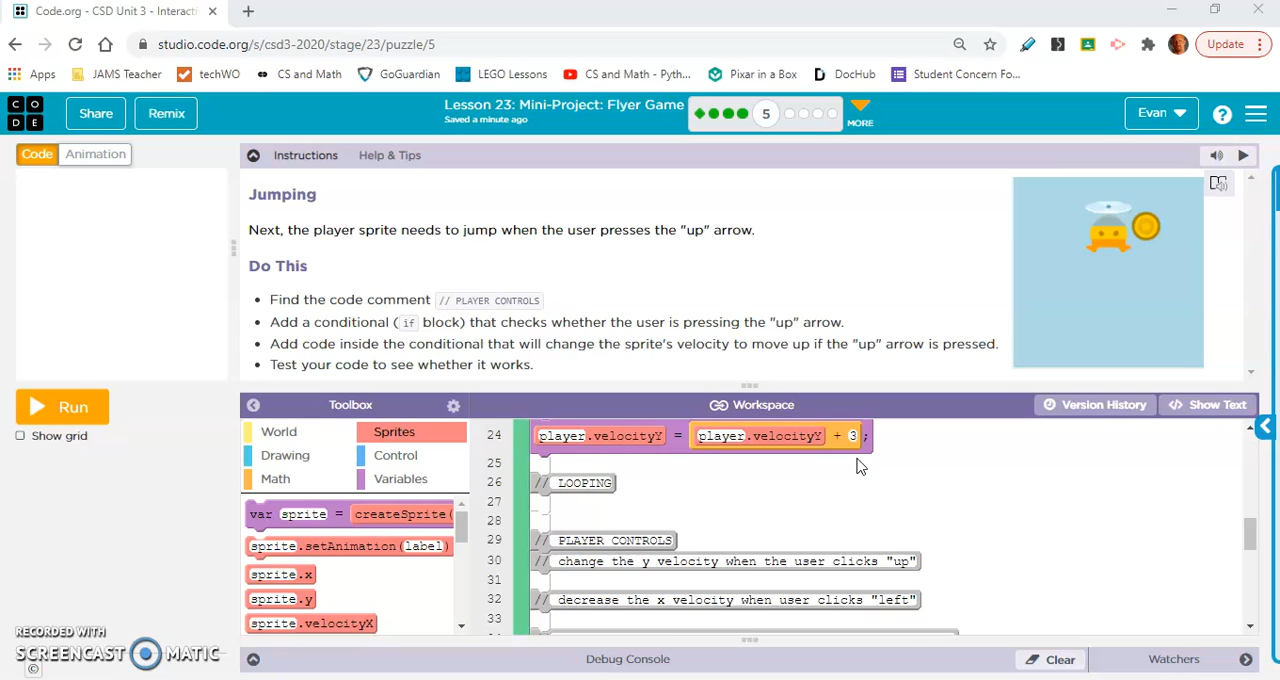 Code.org - CSD Unit 3 - Interacti
studio.code.org/s/csd3-2020/stage/23/puzzle/5
Update
Apps JAMS Teacher techWO CS and Math GoGuardian LEGO Lessons CS and Math - Pyth... Pixar in a Box DocHub Student Concern Fo...
C O D E
Share Remix
Lesson 23: Mini-Project: Flyer Game
Saved a minute ago
5
MORE
Evan
?
Code Animation
Instructions Help & Tips
Jumping
Next, the player sprite needs to jump when the user presses the "up" arrow.
Do This
Find the code comment // PLAYER CONTROLS
Add a conditional (if block) that checks whether the user is pressing the "up" arrow.
Add code inside the conditional that will change the sprite's velocity to move up if the "up" arrow is pressed.
Test your code to see whether it works.
Run
Show grid
Toolbox
Workspace
Version History
</> Show Text
World
Sprites
Drawing
Control
Math
Variables
var sprite = createSprite(
sprite.setAnimation(label)
sprite.x
sprite.y
sprite.velocityX
24 player.velocityY = player.velocityY + 3;
25
26 // LOOPING
27
28
29 // PLAYER CONTROLS
30 // change the y velocity when the user clicks "up"
31
32 // decrease the x velocity when user clicks "left"
33
Debug Console
Clear
Watchers
RECORDED WITH
SCREENCAST MATIC
©